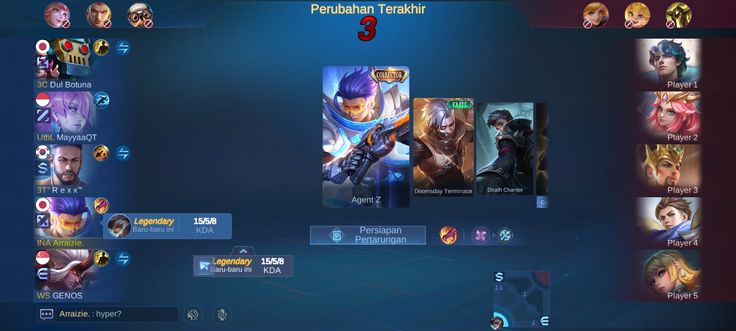 Perubahan Terakhir
3
3C Dul Botuna
UtbL MayyaaQT
3T° R e x x™
INA Arraizie.
WS GENOS
Legendary
Baru-baru ini
15/5/8
KDA
Legendary
Baru-baru ini
15/5/8
KDA
COLLECTOR
Agent Z
ELITE
Doomsday Terminator
Death Chanter
Persiapan
Pertarungan
Arraizie. : hyper?
Player 1
Player 2
Player 3
Player 4
Player 5